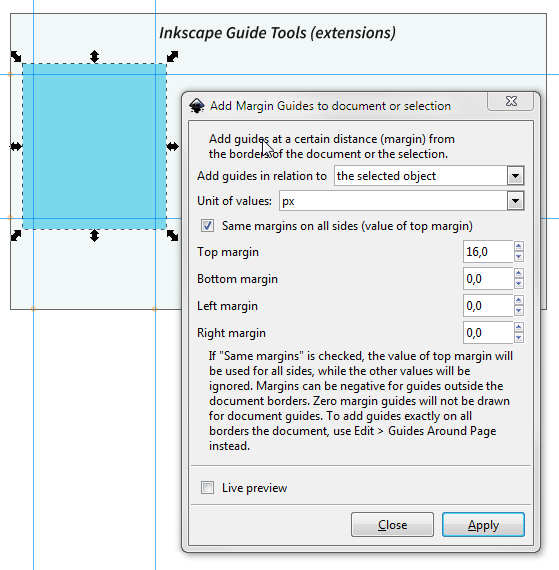 Inkscape Guide Tools (extensions)
Add Margin Guides to document or selection
Add guides at a certain distance (margin) from
the borders of the document or the selection.
Add guides in relation to the selected object
Unit of values: px
Same margins on all sides (value of top margin)
Top margin 16,0
Bottom margin 0,0
Left margin 0,0
Right margin 0,0
If "Same margins" is checked, the value of top margin will
be used for all sides, while the other values will be
ignored. Margins can be negative for guides outside the
document borders. Zero margin guides will not be drawn
for document guides. To add guides exactly on all
borders the document, use Edit > Guides Around Page
instead.
Live preview
Close Apply